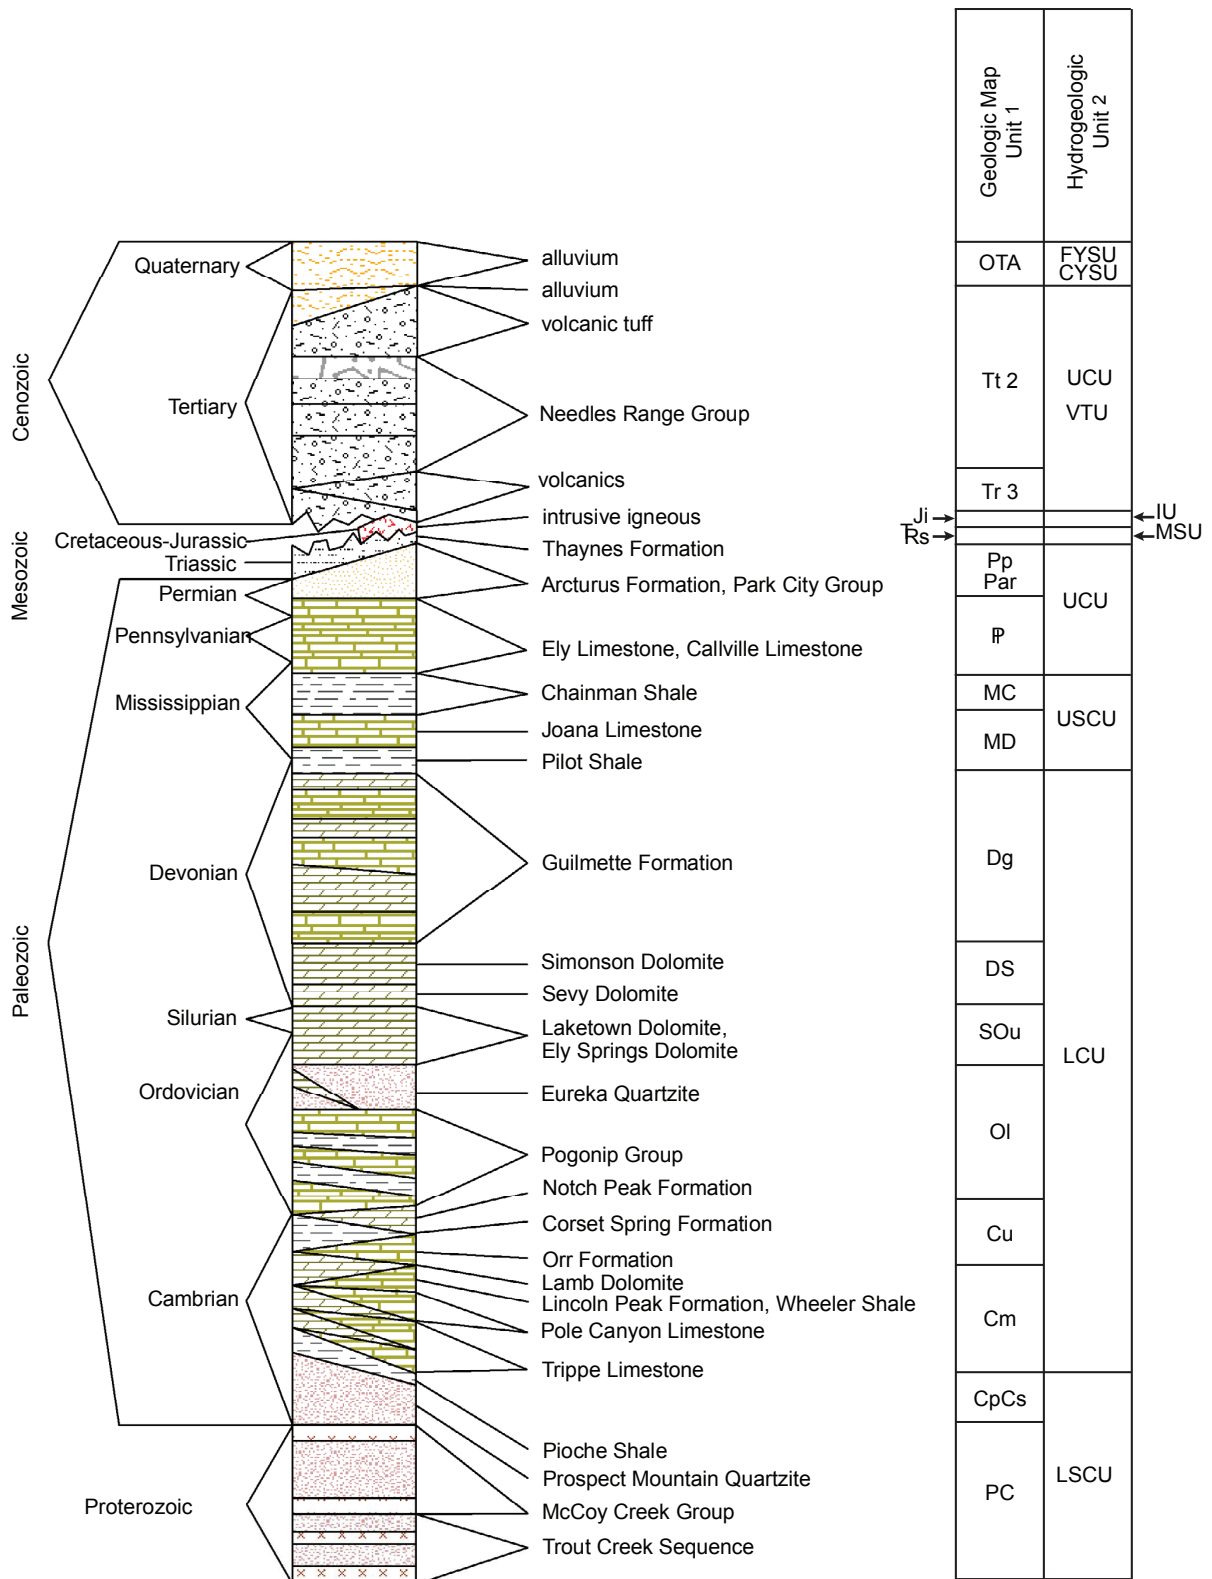 Geologic Map
Unit 1
Hydrogeologic
Unit 2
Cenozoic
Mesozoic
Paleozoic
Quaternary
Tertiary
Cretaceous-Jurassic
Triassic
Permian
Pennsylvanian
Mississippian
Devonian
Silurian
Ordovician
Cambrian
Proterozoic
alluvium
alluvium
volcanic tuff
Needles Range Group
volcanics
intrusive igneous
Thaynes Formation
Arcturus Formation, Park City Group
Ely Limestone, Callville Limestone
Chainman Shale
Joana Limestone
Pilot Shale
Guilmette Formation
Simonson Dolomite
Sevy Dolomite
Laketown Dolomite,
Ely Springs Dolomite
Eureka Quartzite
Pogonip Group
Notch Peak Formation
Corset Spring Formation
Orr Formation
Lamb Dolomite
Lincoln Peak Formation, Wheeler Shale
Pole Canyon Limestone
Trippe Limestone
Pioche Shale
Prospect Mountain Quartzite
McCoy Creek Group
Trout Creek Sequence
OTA
Tt 2
Tr 3
Ji
Rs
Pp
Par
MC
MD
Dg
DS
SOu
Ol
Cu
Cm
CpCs
PC
FYSU
CYSU
UCU
VTU
IU
MSU
UCU
USCU
LCU
LSCU